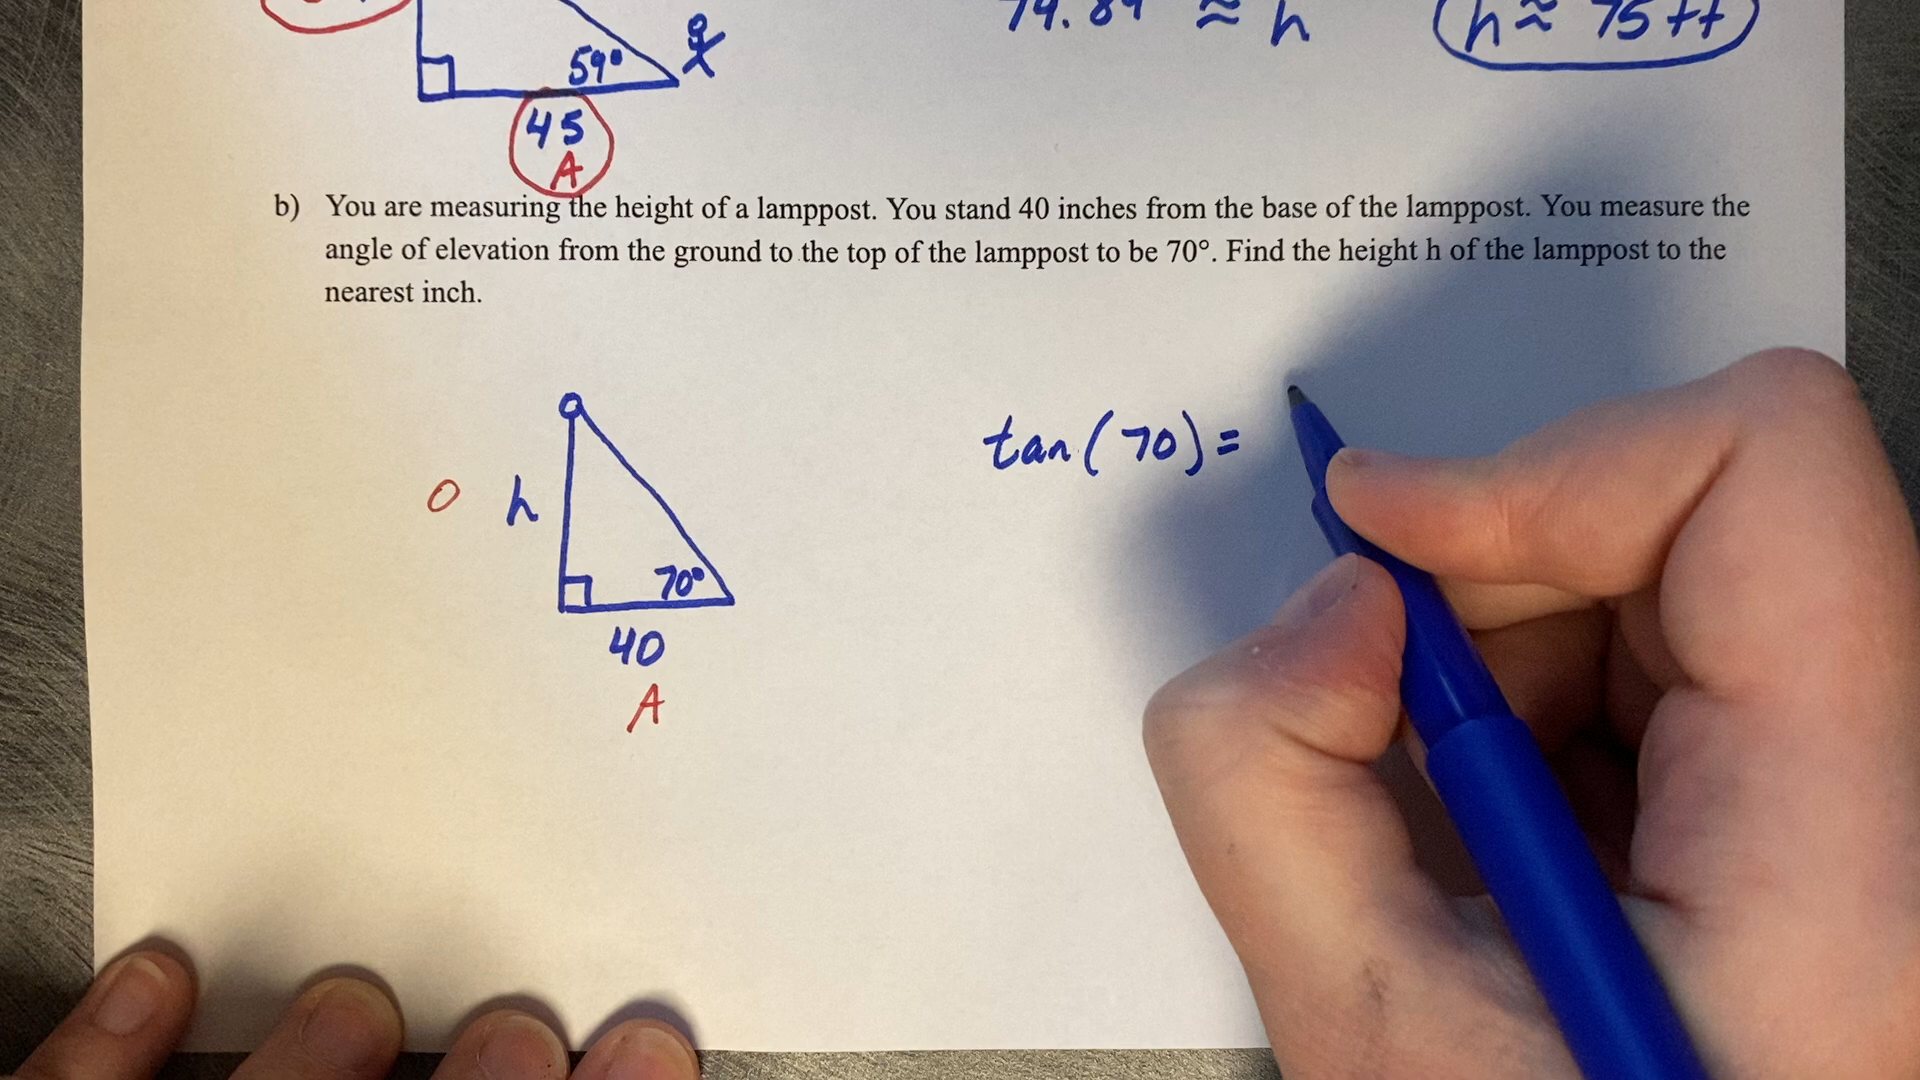 74.89 ≈ h
h ≈ 75 ft
59°
45
A
b) You are measuring the height of a lamppost. You stand 40 inches from the base of the lamppost. You measure the
angle of elevation from the ground to the top of the lamppost to be 70°. Find the height h of the lamppost to the
nearest inch.
tan(70)=
O h
70°
40
A